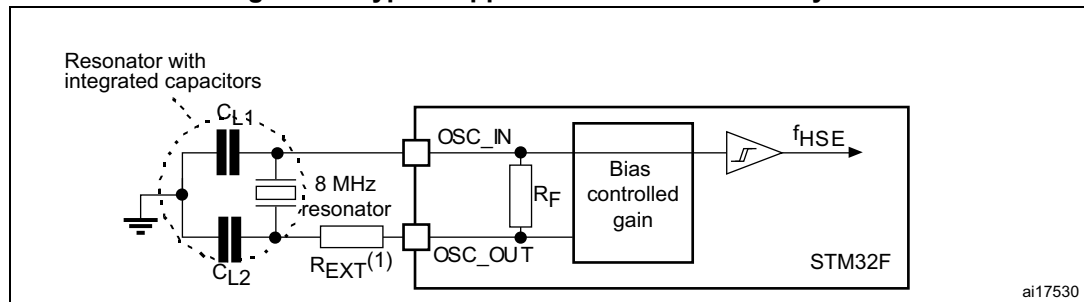 Resonator with
integrated capacitors
CL1
OSC_IN
fHSE
8 MHz
resonator
RF
Bias
controlled
gain
REXT(1)
OSC_OUT
STM32F
CL2
ai17530